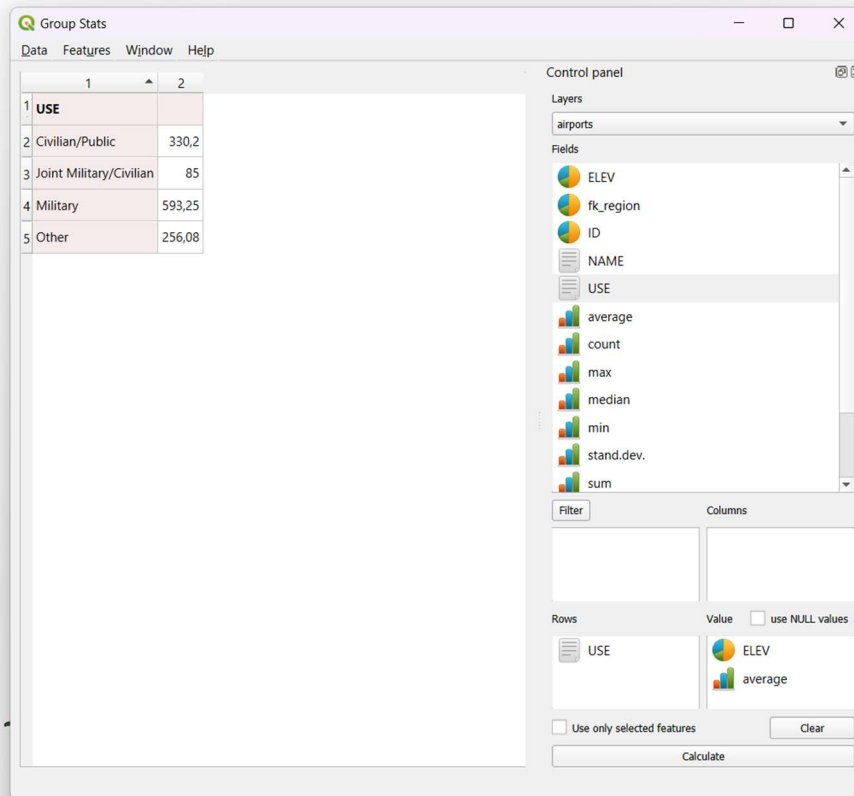 Group Stats
Data Features Window Help
1 2
1 USE
2 Civilian/Public 330,2
3 Joint Military/Civilian 85
4 Military 593,25
5 Other 256,08
Control panel
Layers
airports
Fields
ELEV
fk_region
ID
NAME
USE
average
count
max
median
min
stand.dev.
sum
Filter Columns
Rows Value use NULL values
USE ELEV
average
Use only selected features Clear
Calculate